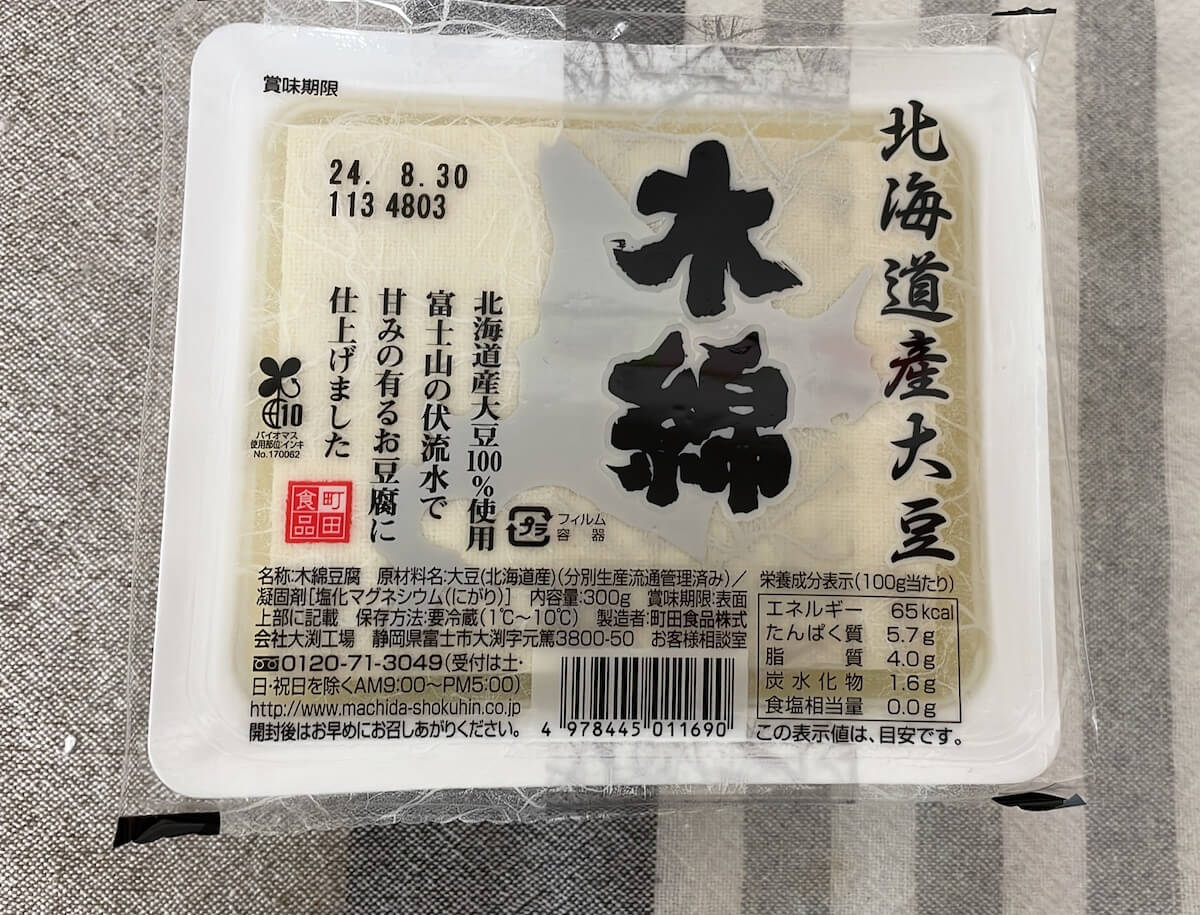 賞味期限
24. 8.30
113 4803
北海道産大豆
木綿
北海道産大豆100%使用
富士山の伏流水で
甘みの有るお豆腐に
仕上げました
10
バイオマス
使用部位:インキ
No.170062
町田
食品
プラ
フィルム
容器
名称:木綿豆腐 原材料名:大豆(北海道産)(分別生産流通管理済み)/
凝固剤[塩化マグネシウム(にがり)] 内容量:300g 賞味期限:表面
上部に記載 保存方法:要冷蔵(1℃~10℃) 製造者:町田食品株式
会社大渕工場 静岡県富士市大渕字元篤3800-50 お客様相談室
0120-71-3049(受付は土・
日・祝日を除くAM9:00~PM5:00)
http://www.machida-shokuhin.co.jp
開封後はお早めにお召しあがりください。
4 978445 011690
栄養成分表示(100g当たり)
エネルギー 65kcal
たんぱく質 5.7g
脂質 4.0g
炭水化物 1.6g
食塩相当量 0.0g
この表示値は、目安です。